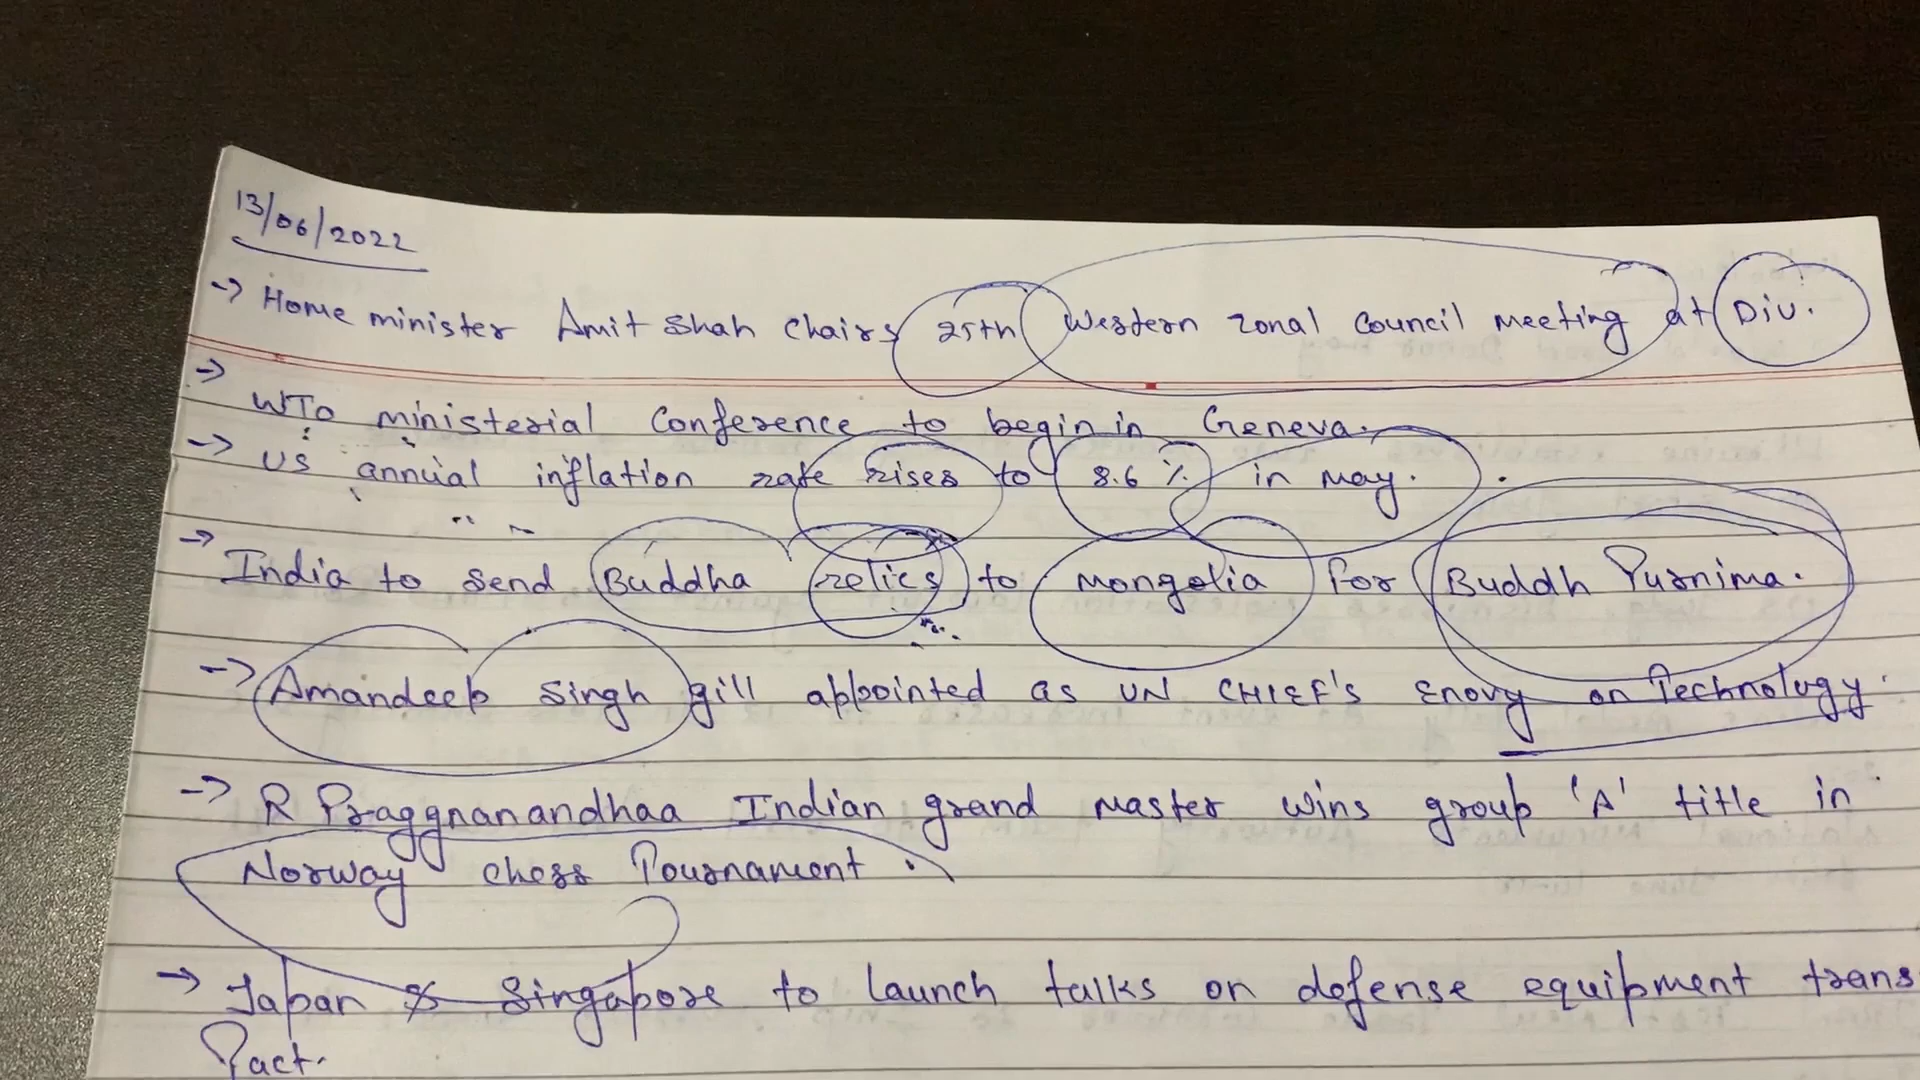 13/06/2022
-> Home minister Amit Shah chairs 25th Western zonal council meeting at Diu.
-> WTO ministerial Conference to begin in Geneva.
-> US annual inflation rate rises to 8.6 % in may.
-> India to send Buddha relics to mongolia for Buddh Purnima.
-> Amandeep Singh gill appointed as UN CHIEF'S Enovy on Technology.
-> R Praggnanandhaa Indian grand master wins group 'A' title in
Norway chess Tournament.
-> Japan & Singapore to launch talks on defense equipment trans
Pact.